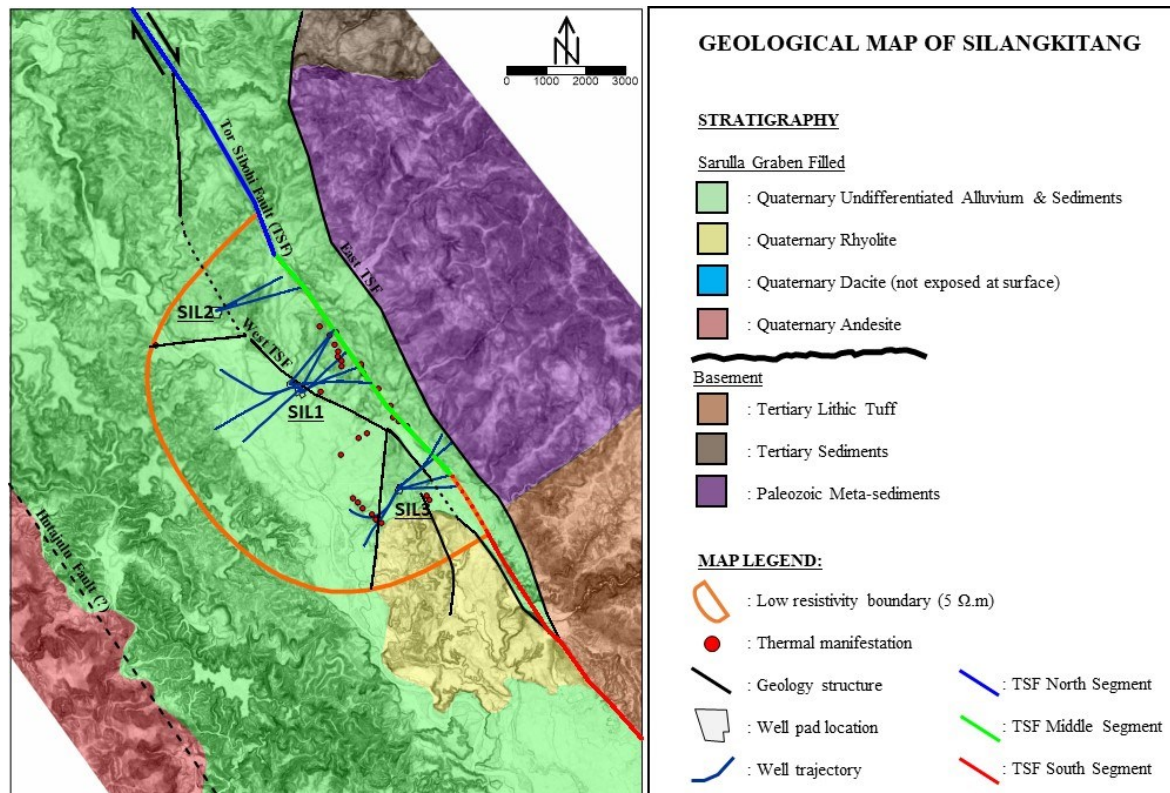 N
0 1000 2000 3000
Tor Sibohi Fault (TSF)
East TSF
SIL2
West TSF
SIL1
SIL3
Hutajulu Fault (?)
GEOLOGICAL MAP OF SILANGKITANG
STRATIGRAPHY
Sarulla Graben Filled
: Quaternary Undifferentiated Alluvium & Sediments
: Quaternary Rhyolite
: Quaternary Dacite (not exposed at surface)
: Quaternary Andesite
Basement
: Tertiary Lithic Tuff
: Tertiary Sediments
: Paleozoic Meta-sediments
MAP LEGEND:
: Low resistivity boundary (5 Ω.m)
: Thermal manifestation
: Geology structure
: TSF North Segment
: Well pad location
: TSF Middle Segment
: Well trajectory
: TSF South Segment